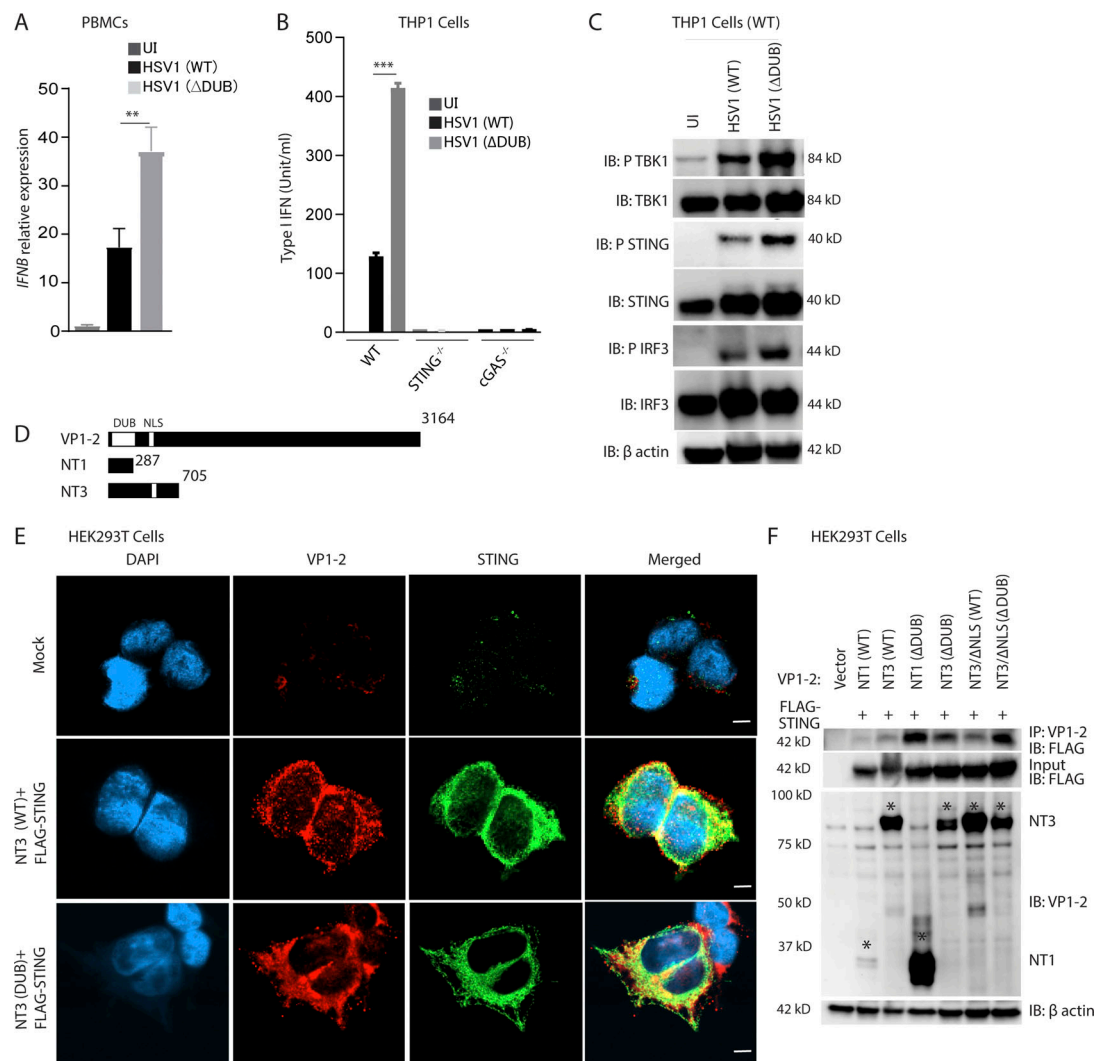 A
PBMCs
UI
HSV1 (WT)
HSV1 (ΔDUB)
50
40
30
20
10
0
IFNB relative expression
**
B
THP1 Cells
500
400
300
200
100
0
Type I IFN (Unit/ml)
***
UI
HSV1 (WT)
HSV1 (ΔDUB)
WT
STING-/-
cGAS-/-
C
THP1 Cells (WT)
UI
HSV1 (WT)
HSV1 (ΔDUB)
IB: P TBK1 84 kD
IB: TBK1 84 kD
IB: P STING 40 kD
IB: STING 40 kD
IB: P IRF3 44 kD
IB: IRF3 44 kD
IB: β actin 42 kD
D
DUB NLS
VP1-2 3164
NT1 287
NT3 705
E
HEK293T Cells
DAPI VP1-2 STING Merged
Mock
NT3 (WT)+
FLAG-STING
NT3 (DUB)+
FLAG-STING
F
HEK293T Cells
VP1-2:
Vector
NT1 (WT)
NT3 (WT)
NT1 (ΔDUB)
NT3 (ΔDUB)
NT3/ΔNLS (WT)
NT3/ΔNLS (ΔDUB)
FLAG-
STING
+ + + + + +
42 kD
IP: VP1-2
IB: FLAG
42 kD
Input
IB: FLAG
100 kD
* * * *
NT3
75 kD
50 kD
IB: VP1-2
37 kD
* *
NT1
42 kD
IB: β actin